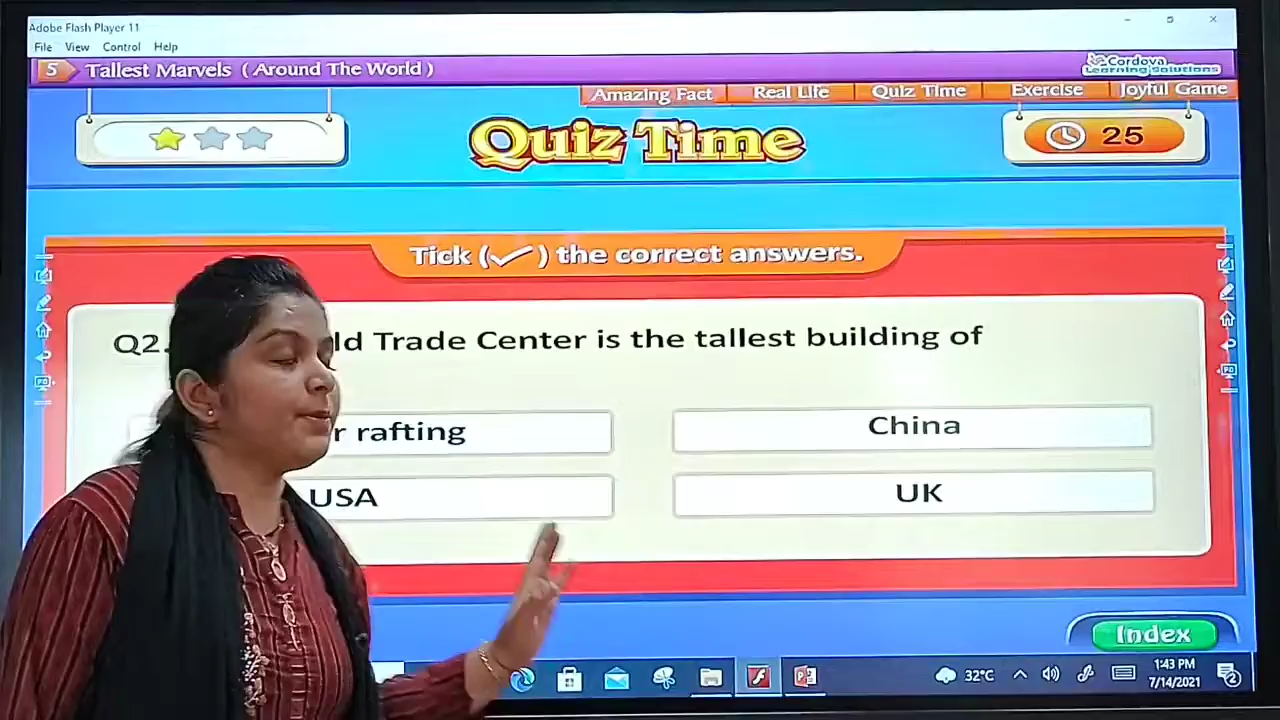 Adobe Flash Player 11
File View Control Help
5 Tallest Marvels ( Around The World )
Cordova
Learning Solutions
Amazing Fact Real Life Quiz Time Exercise Joyful Game
Quiz Time
25
Tick (✓) the correct answers.
Q2. ld Trade Center is the tallest building of
r rafting
China
USA
UK
Index
32°C
1:43 PM
7/14/2021
2